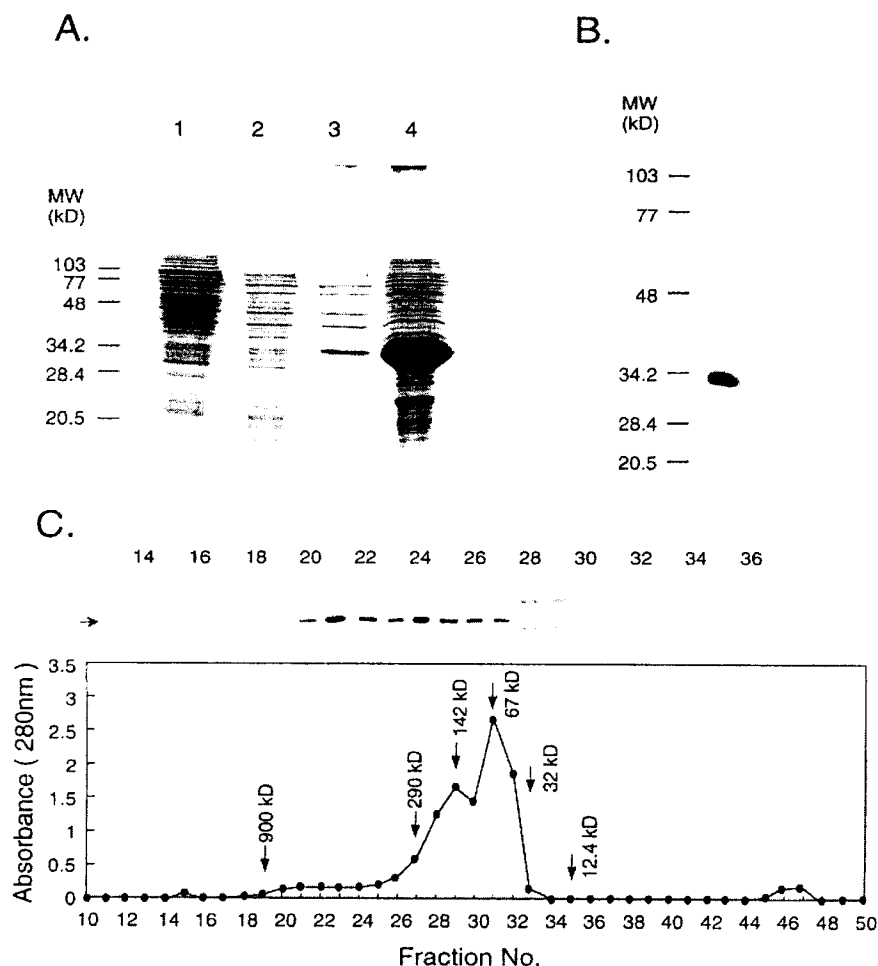 A.
1 2 3 4
MW
(kD)
103
77
48
34.2
28.4
20.5
B.
MW
(kD)
103
77
48
34.2
28.4
20.5
C.
14 16 18 20 22 24 26 28 30 32 34 36
Absorbance ( 280nm)
3.5
3
2.5
2
1.5
1
0.5
0
900 kD
290 kD
142 kD
67 kD
32 kD
12.4 kD
10 12 14 16 18 20 22 24 26 28 30 31 32 34 36 38 40 42 44 46 48 50
Fraction No.